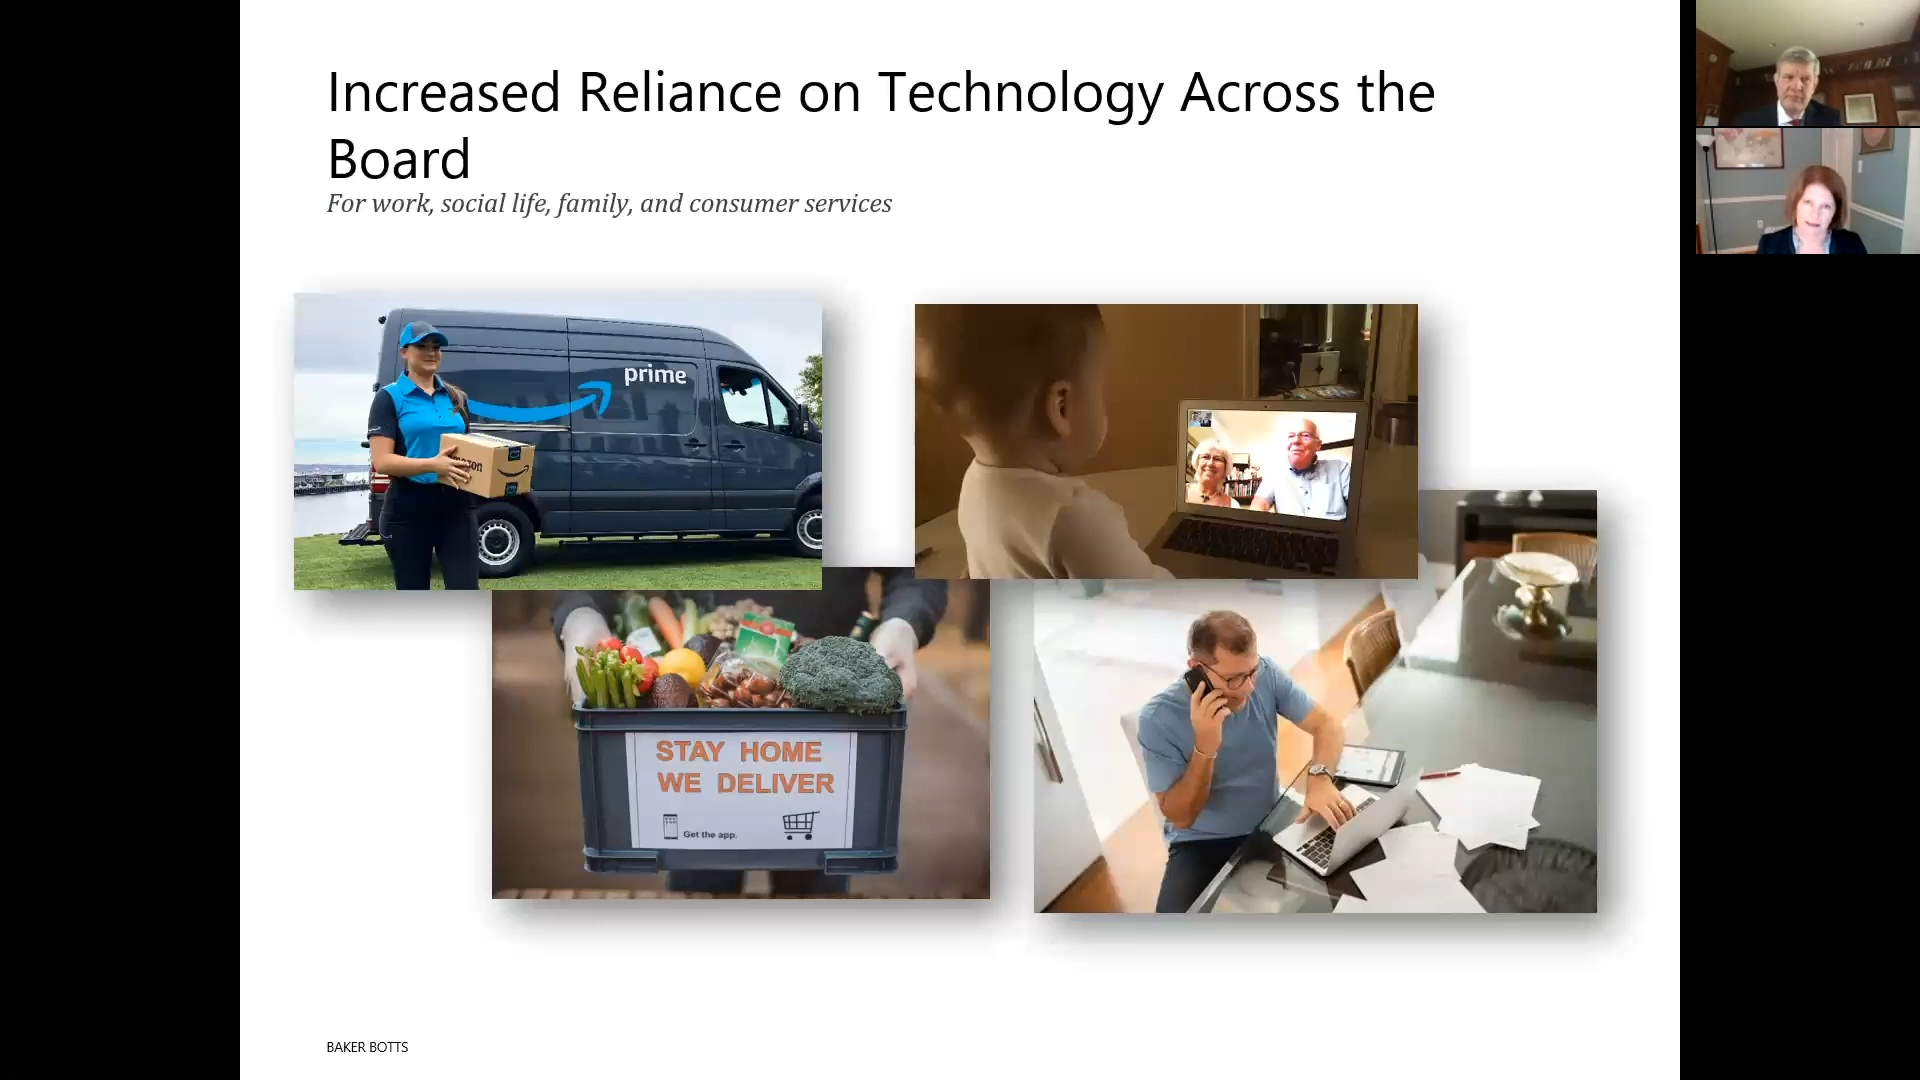 Increased Reliance on Technology Across the
Board
For work, social life, family, and consumer services
prime
STAY HOME
WE DELIVER
Get the app.
BAKER BOTTS